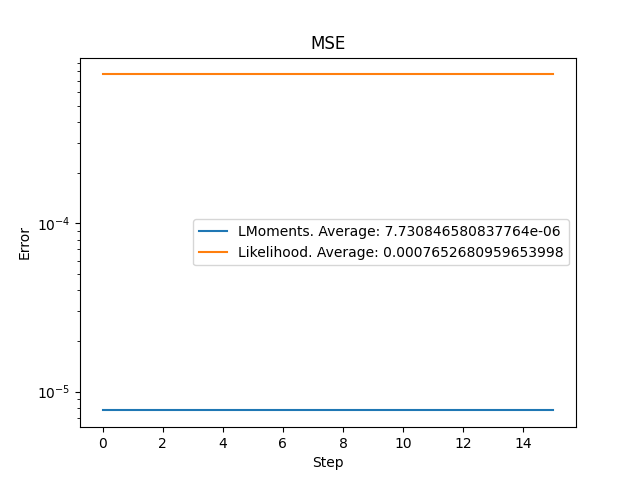 MSE
Error
10⁻⁴
10⁻⁵
LMoments. Average: 7.730846580837764e-06
Likelihood. Average: 0.0007652680959653998
0 2 4 6 8 10 12 14
Step